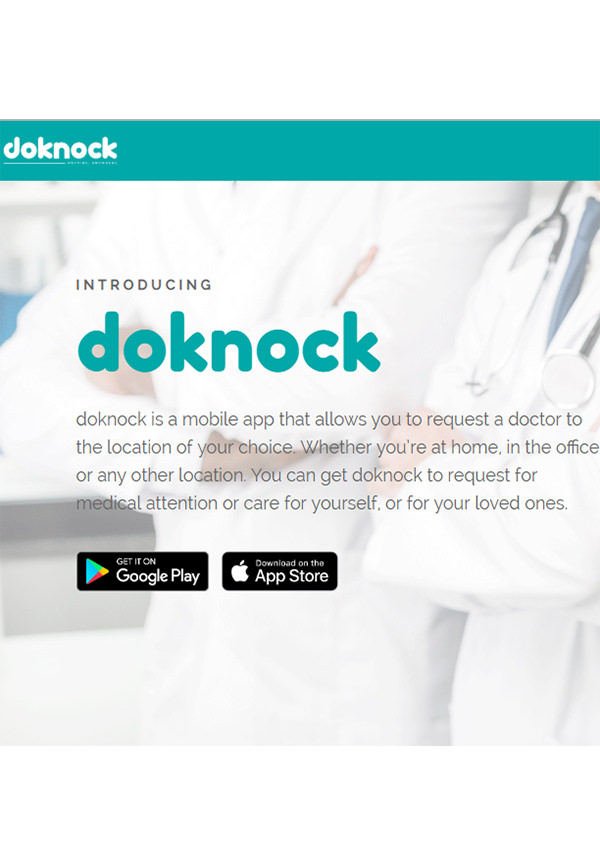 doknock
INTRODUCING
doknock
doknock is a mobile app that allows you to request a doctor to
the location of your choice. Whether you're at home, in the office
or any other location. You can get doknock to request for
medical attention or care for yourself, or for your loved ones.
GET IT ON
Google Play
Download on the
App Store